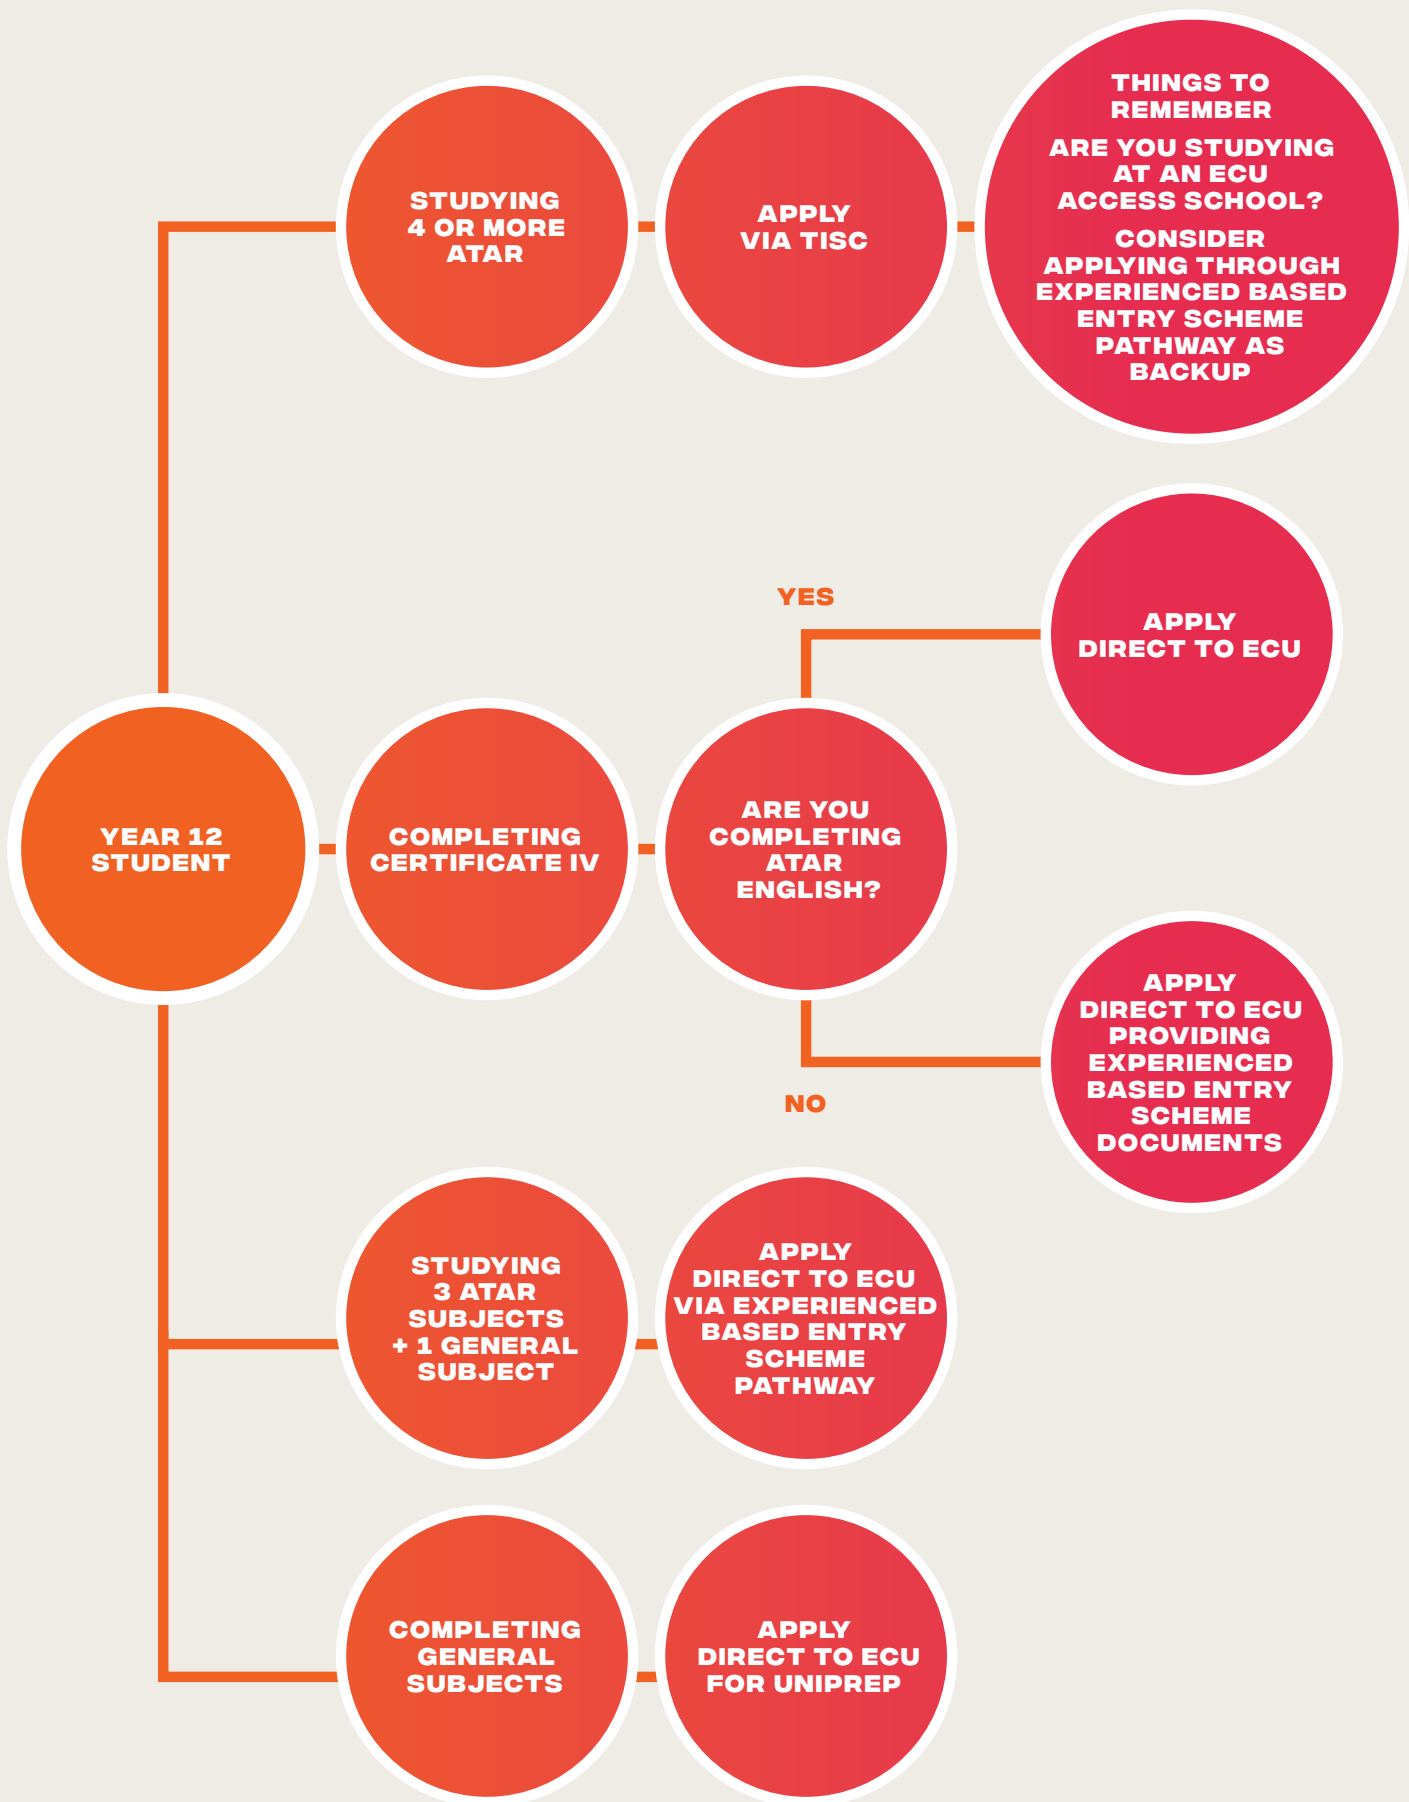 STUDYING
4 OR MORE
ATAR
APPLY
VIA TISC
THINGS TO
REMEMBER
ARE YOU STUDYING
AT AN ECU
ACCESS SCHOOL?
CONSIDER
APPLYING THROUGH
EXPERIENCED BASED
ENTRY SCHEME
PATHWAY AS
BACKUP
YEAR 12
STUDENT
COMPLETING
CERTIFICATE IV
ARE YOU
COMPLETING
ATAR
ENGLISH?
YES
APPLY
DIRECT TO ECU
NO
APPLY
DIRECT TO ECU
PROVIDING
EXPERIENCED
BASED ENTRY
SCHEME
DOCUMENTS
STUDYING
3 ATAR
SUBJECTS
+ 1 GENERAL
SUBJECT
APPLY
DIRECT TO ECU
VIA EXPERIENCED
BASED ENTRY
SCHEME
PATHWAY
COMPLETING
GENERAL
SUBJECTS
APPLY
DIRECT TO ECU
FOR UNIPREP